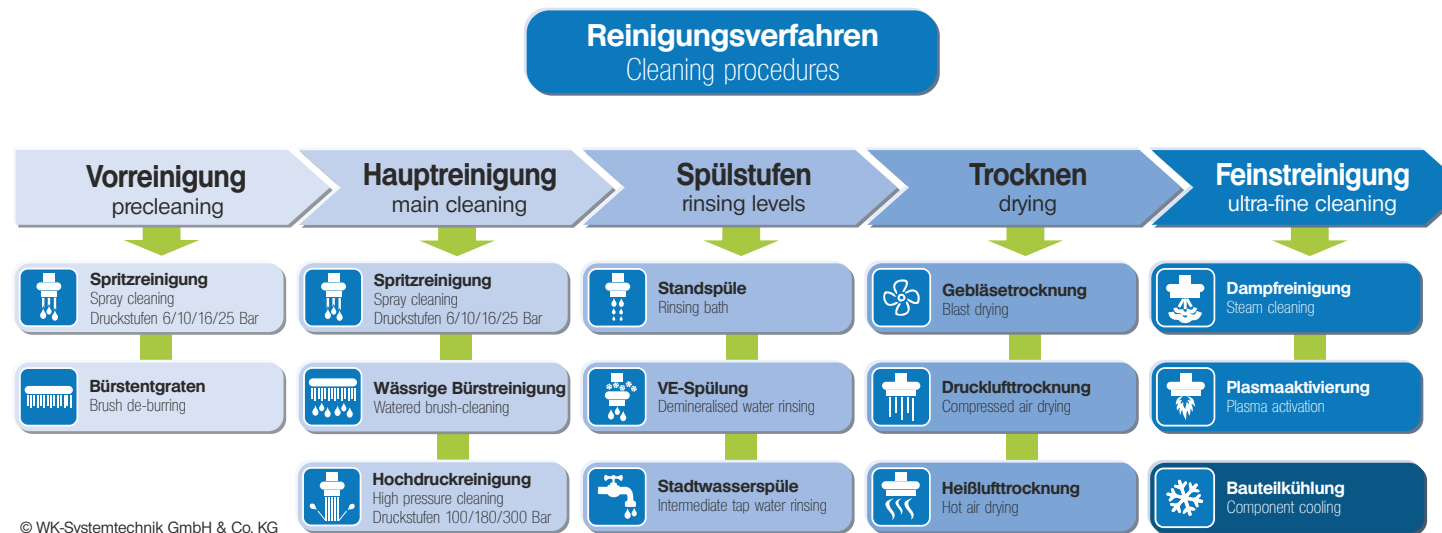 Reinigungsverfahren
Cleaning procedures
Vorreinigung
precleaning
Hauptreinigung
main cleaning
Spülstufen
rinsing levels
Trocknen
drying
Feinstreinigung
ultra-fine cleaning
Spritzreinigung
Spray cleaning
Druckstufen 6/10/16/25 Bar
Bürstentgraten
Brush de-burring
Spritzreinigung
Spray cleaning
Druckstufen 6/10/16/25 Bar
Wässrige Bürstreinigung
Watered brush-cleaning
Hochdruckreinigung
High pressure cleaning
Druckstufen 100/180/300 Bar
Standspüle
Rinsing bath
VE-Spülung
Demineralised water rinsing
Stadtwasserspüle
Intermediate tap water rinsing
Gebläsetrocknung
Blast drying
Drucklufttrocknung
Compressed air drying
Heißlufttrocknung
Hot air drying
Dampfreinigung
Steam cleaning
Plasmaaktivierung
Plasma activation
Bauteilkühlung
Component cooling
© WK-Systemtechnik GmbH & Co. KG